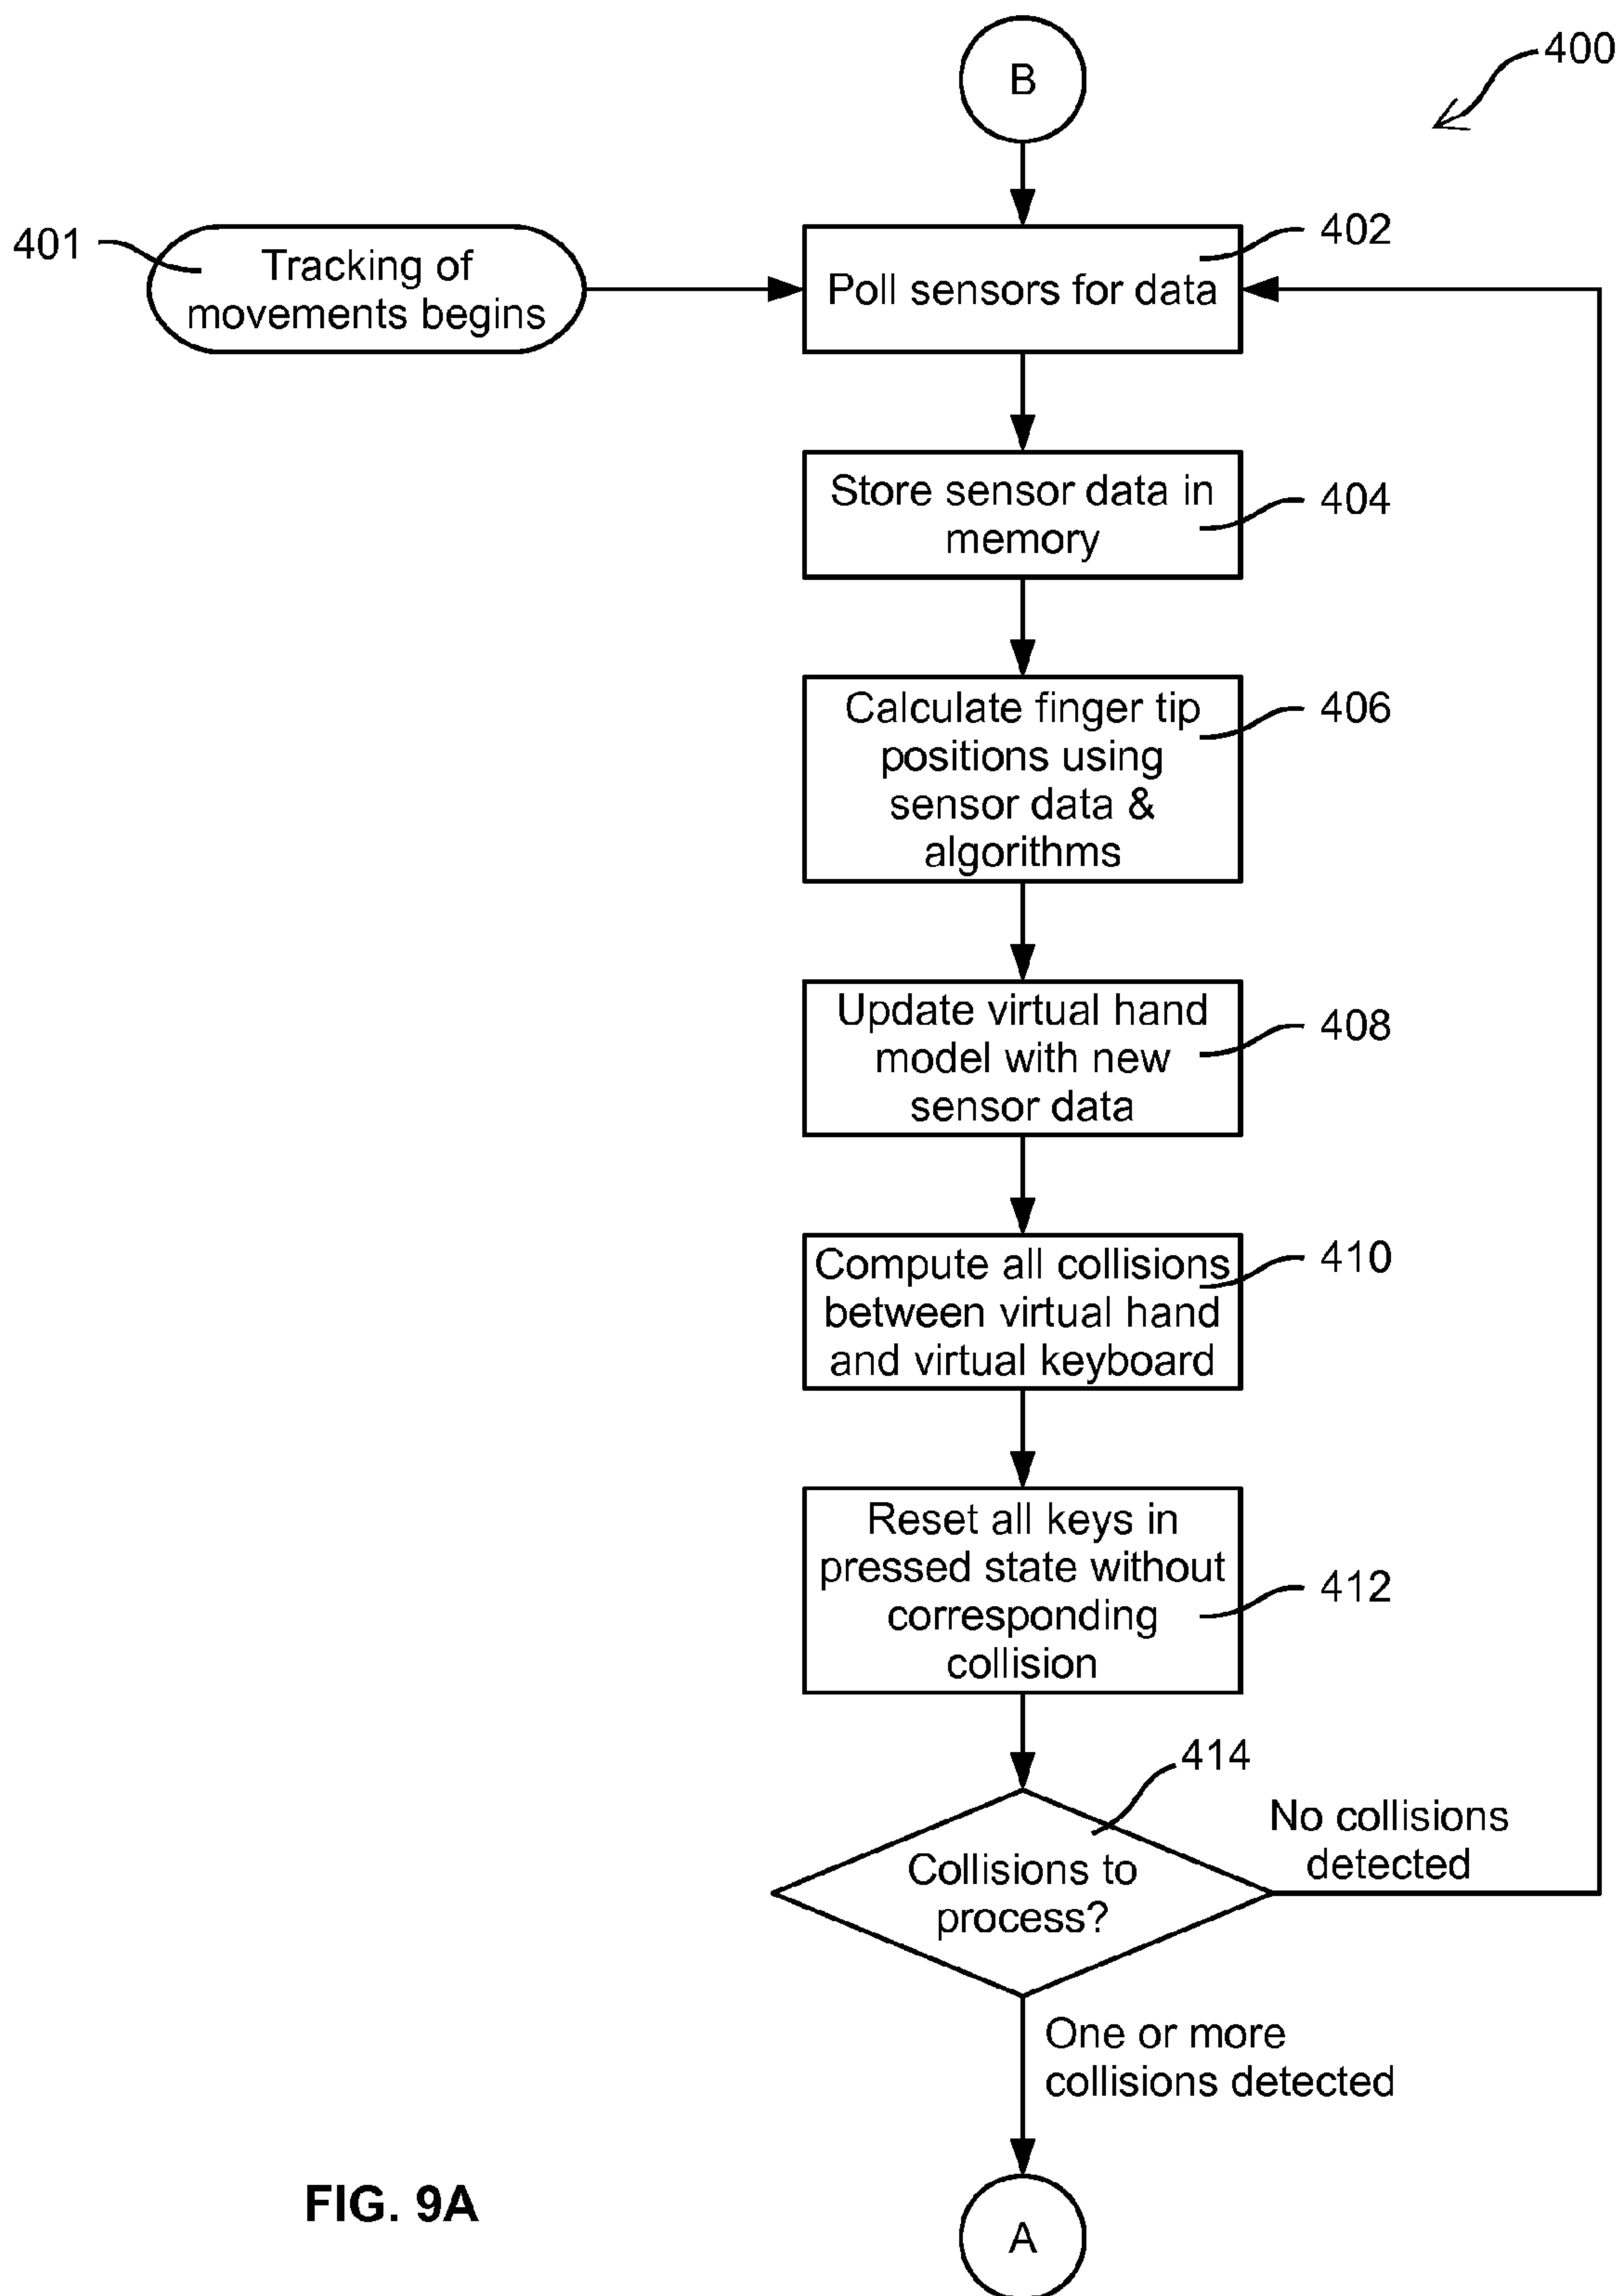 B
400
401
Tracking of
movements begins
402
Poll sensors for data
Store sensor data in
memory
404
Calculate finger tip
positions using
sensor data &
algorithms
406
Update virtual hand
model with new
sensor data
408
Compute all collisions
between virtual hand
and virtual keyboard
410
Reset all keys in
pressed state without
corresponding
collision
412
414
Collisions to
process?
No collisions
detected
One or more
collisions detected
FIG. 9A
A